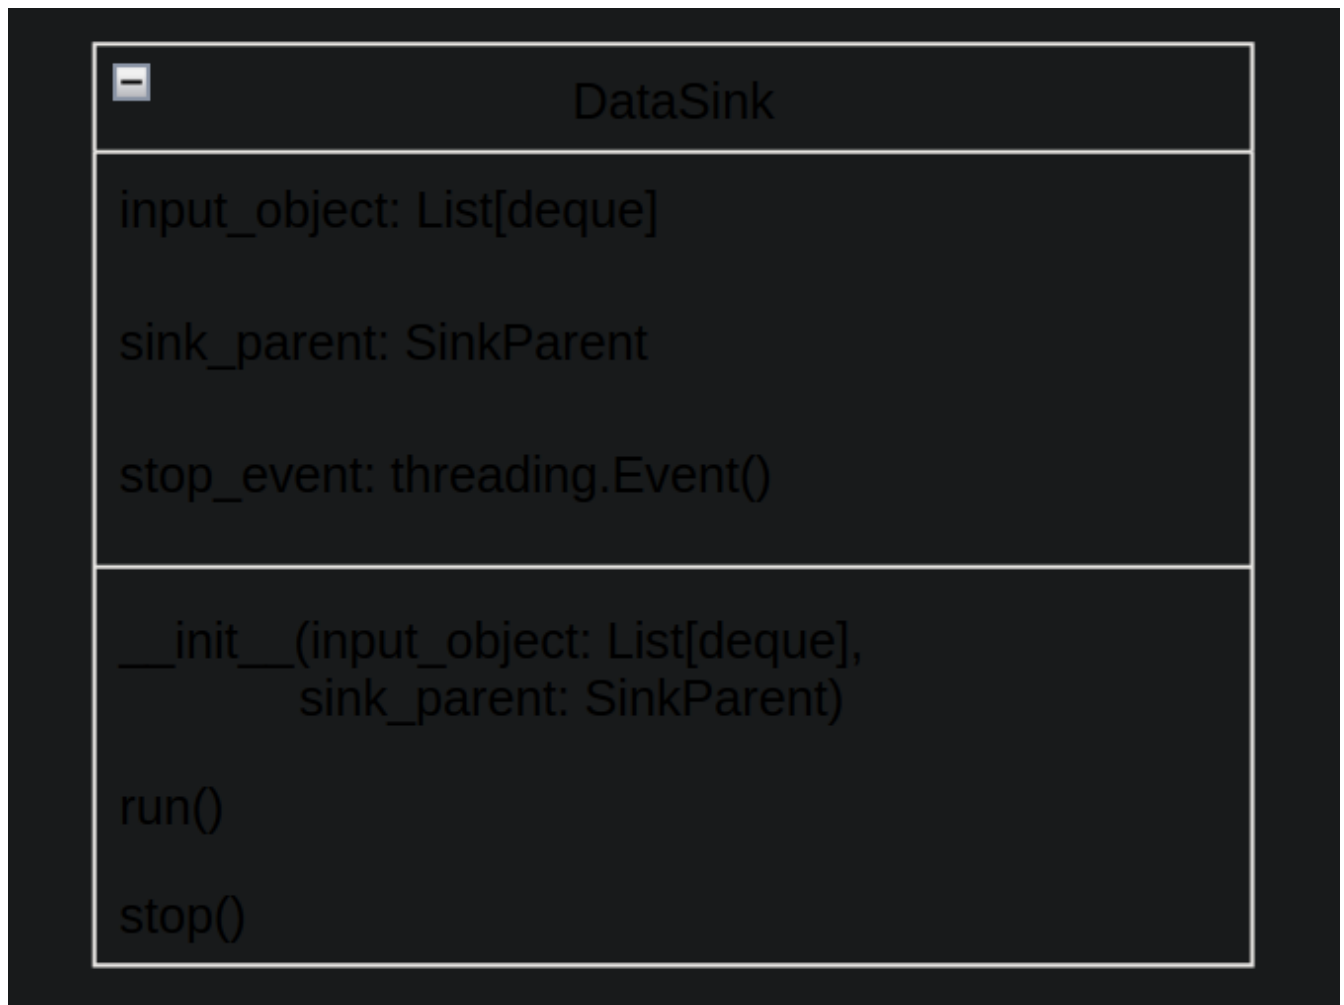 DataSink
input_object: List[deque]
sink_parent: SinkParent
stop_event: threading.Event()
__init__(input_object: List[deque],
sink_parent: SinkParent)
run()
stop()